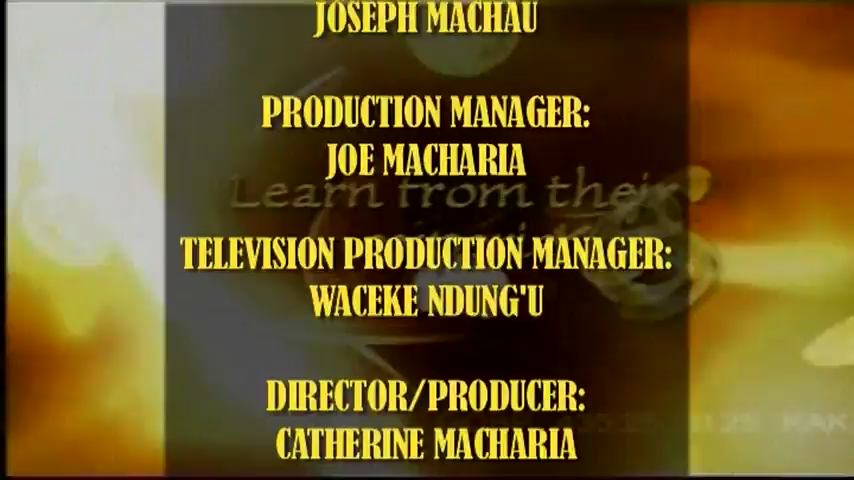 JOSEPH MACHAU
PRODUCTION MANAGER:
JOE MACHARIA
Learn from their
TELEVISION PRODUCTION MANAGER:
WACEKE NDUNG'U
DIRECTOR/PRODUCER:
CATHERINE MACHARIA